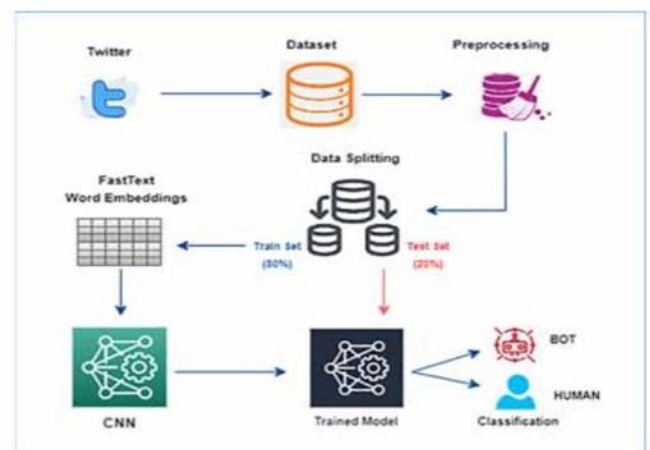 Twitter
Dataset
Preprocessing
Data Splitting
FastText
Word Embeddings
Train Set
(80%)
Test Set
(20%)
BOT
HUMAN
CNN
Trained Model
Classification